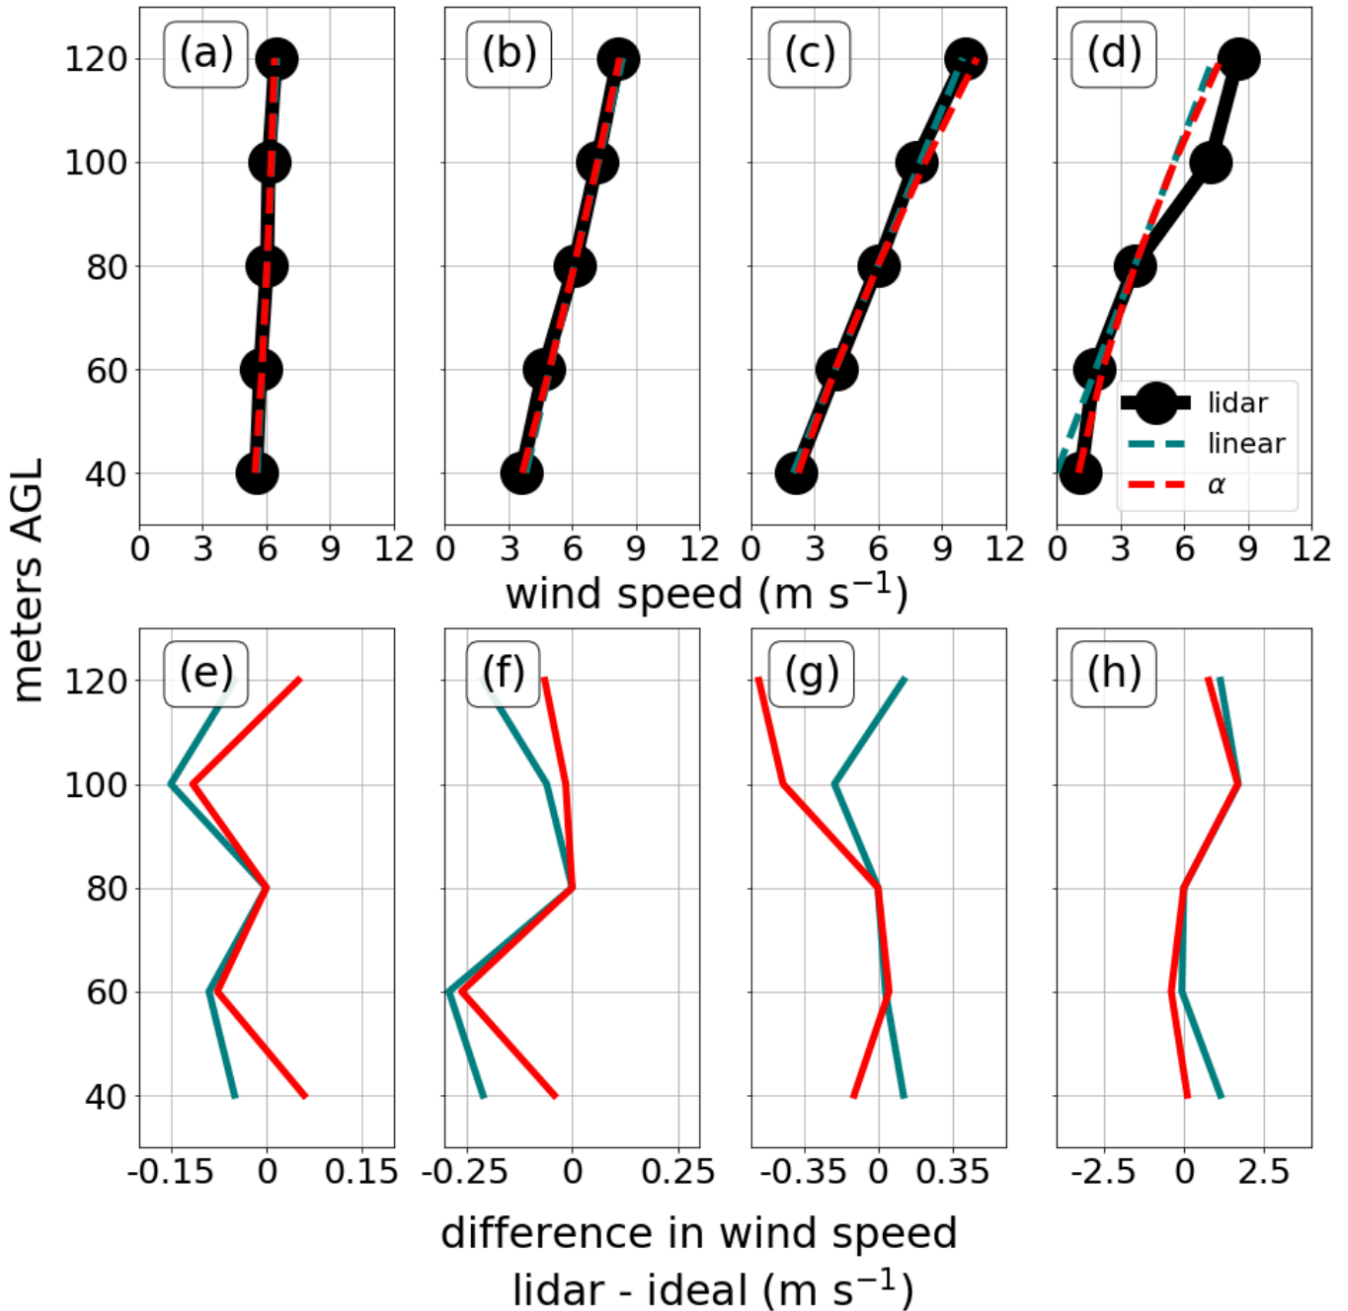 (a) (b) (c) (d)
120
100
80
60
40
lidar
linear
α
0 3 6 9 12 0 3 6 9 12 0 3 6 9 12 0 3 6 9 12
wind speed (m s⁻¹)
meters AGL
(e) (f) (g) (h)
120
100
80
60
40
-0.15 0 0.15 -0.25 0 0.25 -0.35 0 0.35 -2.5 0 2.5
difference in wind speed
lidar - ideal (m s⁻¹)